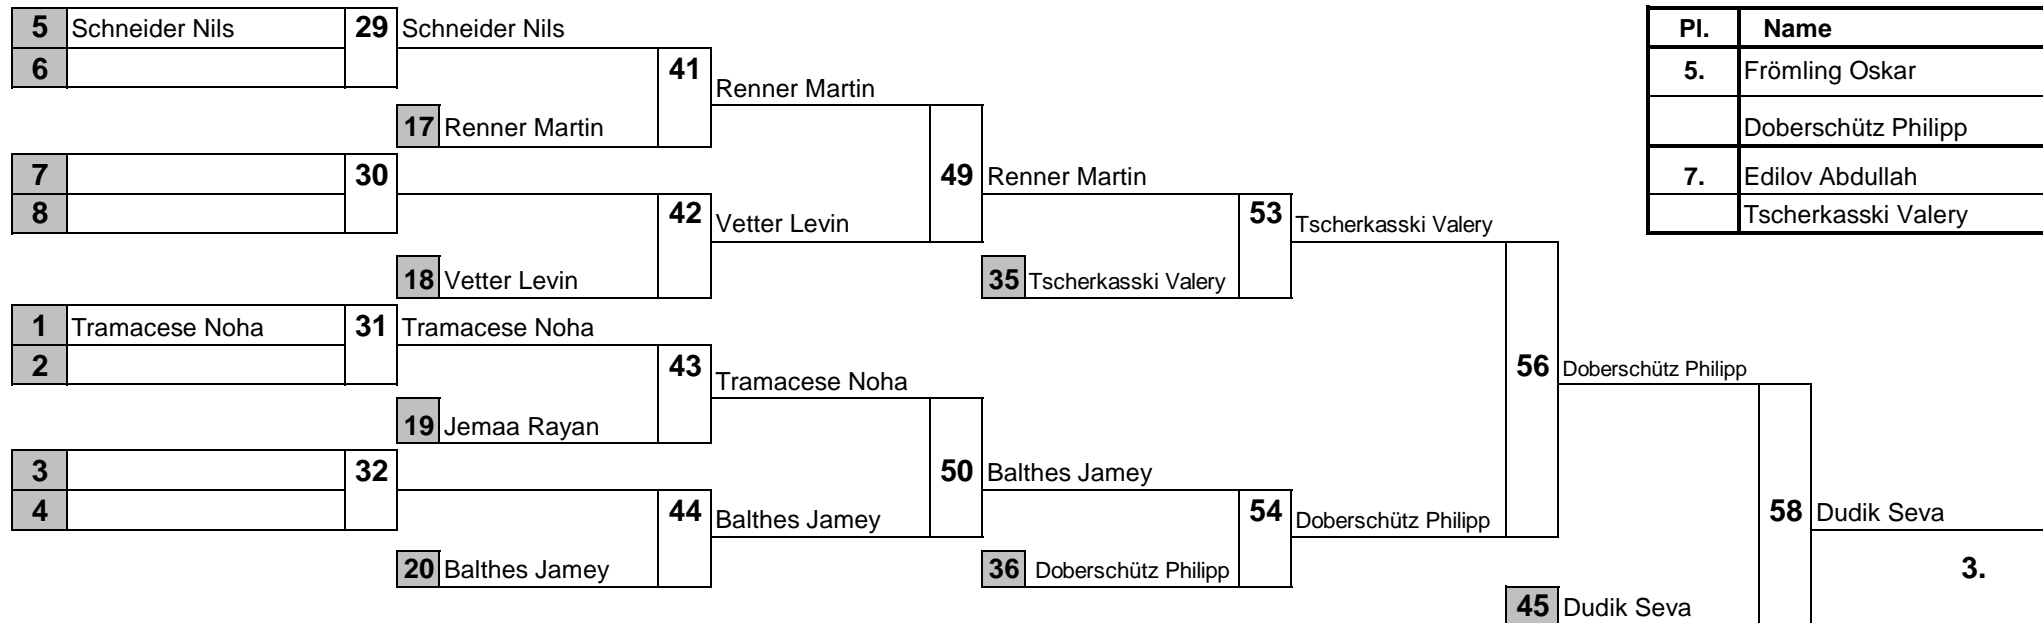 5 Schneider Nils 29 Schneider Nils
6
41 Renner Martin
17 Renner Martin
7 30
8
49 Renner Martin
42 Vetter Levin
18 Vetter Levin
53 Tscherkasski Valery
35 Tscherkasski Valery
1 Tramacese Noha 31 Tramacese Noha
2
43 Tramacese Noha
19 Jemaa Rayan
56 Doberschütz Philipp
3 32
4
50 Balthes Jamey
44 Balthes Jamey
20 Balthes Jamey
54 Doberschütz Philipp
36 Doberschütz Philipp
58 Dudik Seva
3.
45 Dudik Seva
Pl. Name
5. Frömling Oskar
Doberschütz Philipp
7. Edilov Abdullah
Tscherkasski Valery